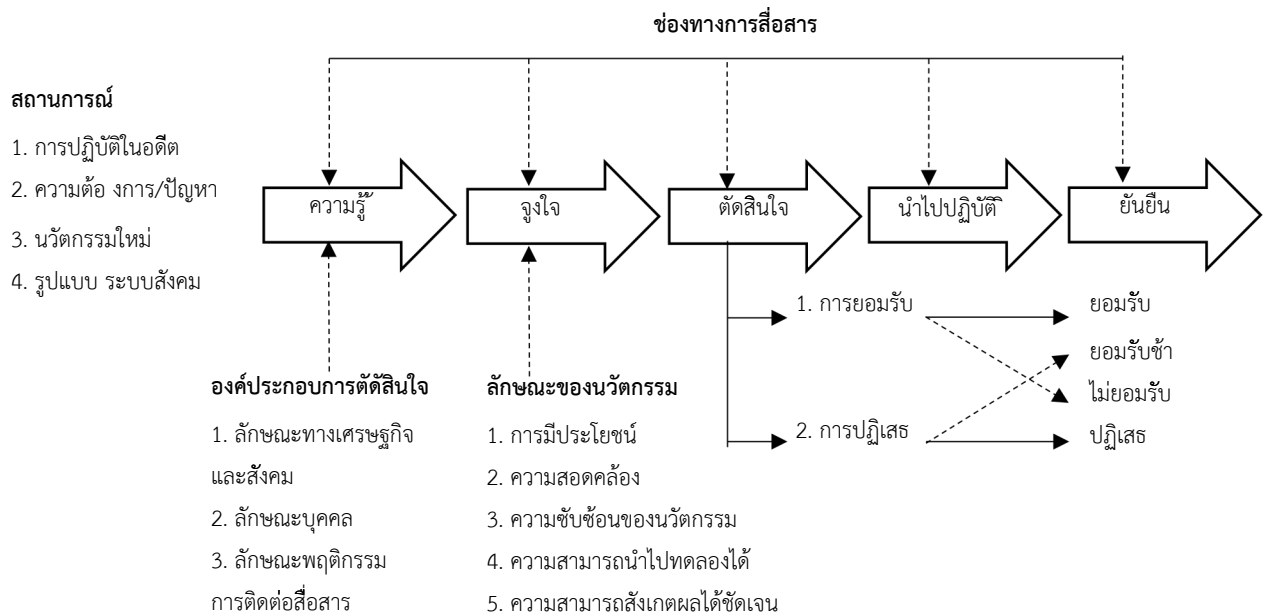 ช่องทางการสื่อสาร
สถานการณ์
1. การปฏิบัติในอดีต
2. ความต้อ งการ/ปัญหา
3. นวัตกรรมใหม่
4. รูปแบบ ระบบสังคม
ความรู้
จูงใจ
ตัดสินใจ
นำไปปฏิบัติ
ยันยืน
1. การยอมรับ
2. การปฏิเสธ
ยอมรับ
ยอมรับช้า
ไม่ยอมรับ
ปฏิเสธ
องค์ประกอบการตัดัสินใจ
1. ลักษณะทางเศรษฐกิจ
และสังคม
2. ลักษณะบุคคล
3. ลักษณะพฤติกรรม
การติดต่อสื่อสาร
ลักษณะของนวัตกรรม
1. การมีประโยชน์
2. ความสอดคล้อง
3. ความซับซ้อนของนวัตกรรม
4. ความสามารถนำไปทดลองได้
5. ความสามารถสังเกตผลได้ชัดเจน